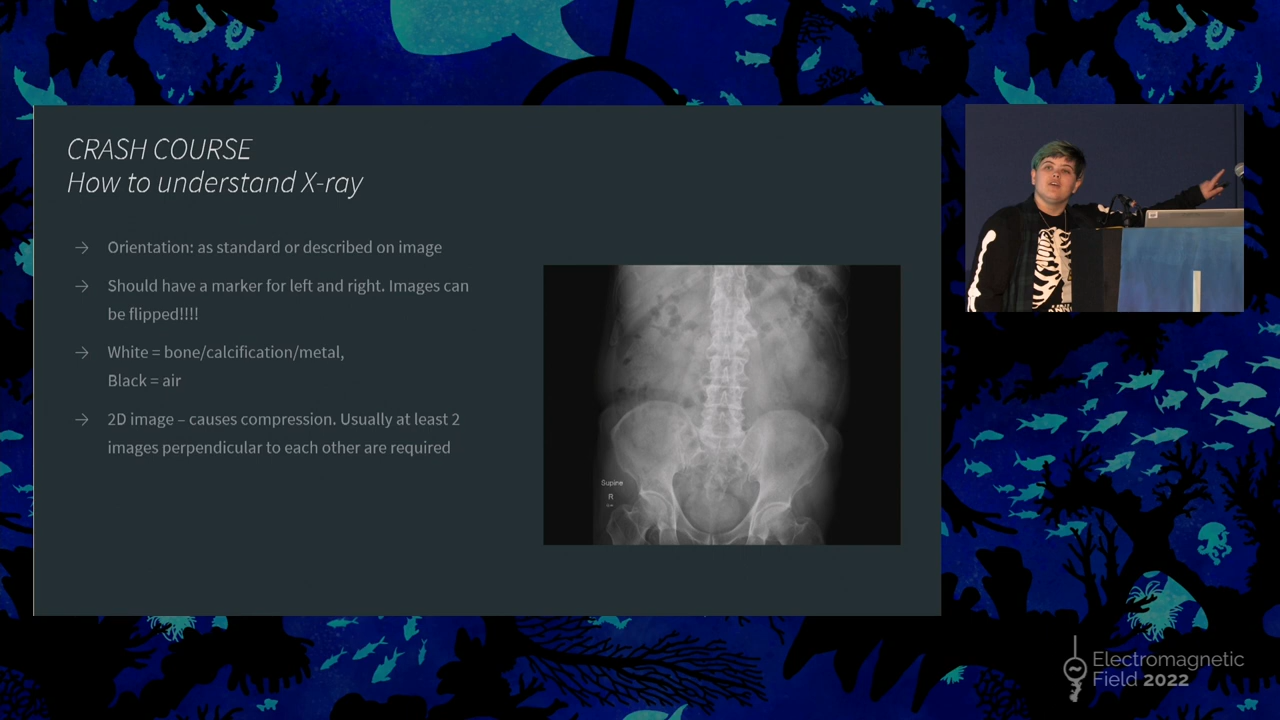 CRASH COURSE
How to understand X-ray
→ Orientation: as standard or described on image
→ Should have a marker for left and right. Images can
be flipped!!!!
→ White = bone/calcification/metal,
Black = air
→ 2D image – causes compression. Usually at least 2
images perpendicular to each other are required
Supine
R
Electromagnetic
Field 2022